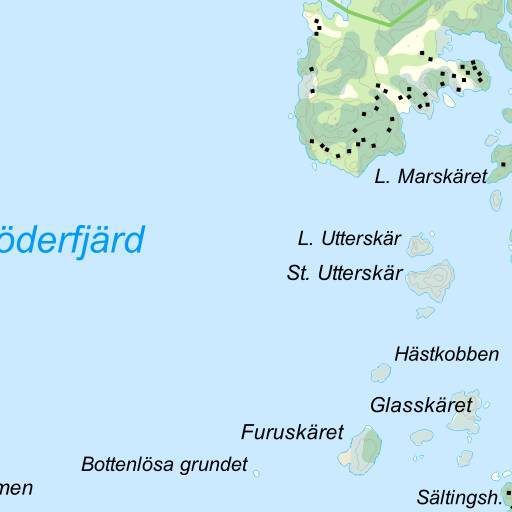 L. Marskäret
öderfjärd
L. Utterskär
St. Utterskär
Hästkobben
Glasskäret
Furuskäret
Bottenlösa grundet
men
Sältingsh.